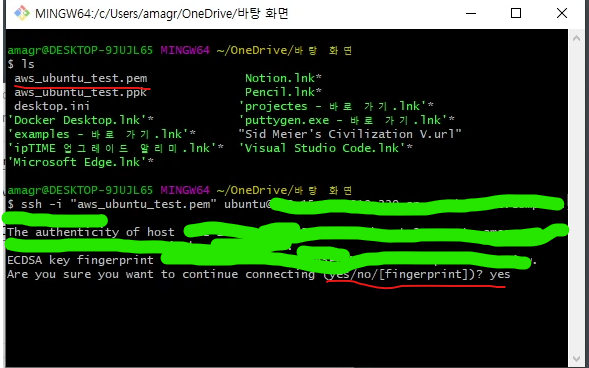 MINGW64:/c/Users/amagr/OneDrive/바탕 화면
amagr@DESKTOP-9JUJL65 MINGW64 ~/OneDrive/바탕 화면
$ ls
aws_ubuntu_test.pem Notion.lnk*
aws_ubuntu_test.ppk Pencil.lnk*
desktop.ini 'projectes - 바로 가기.lnk'*
'Docker Desktop.lnk'* 'puttygen.exe - 바로 가기.lnk'*
'examples - 바로 가기.lnk'* "Sid Meier's Civilization V.url"
'ipTIME 업그레이드 알리미.lnk'* 'Visual Studio Code.lnk'*
'Microsoft Edge.lnk'*
amagr@DESKTOP-9JUJL65 MINGW64 ~/OneDrive/바탕 화면
$ ssh -i "aws_ubuntu_test.pem" ubuntu@
The authenticity of host
ECDSA key fingerprint
Are you sure you want to continue connecting (yes/no/[fingerprint])? yes